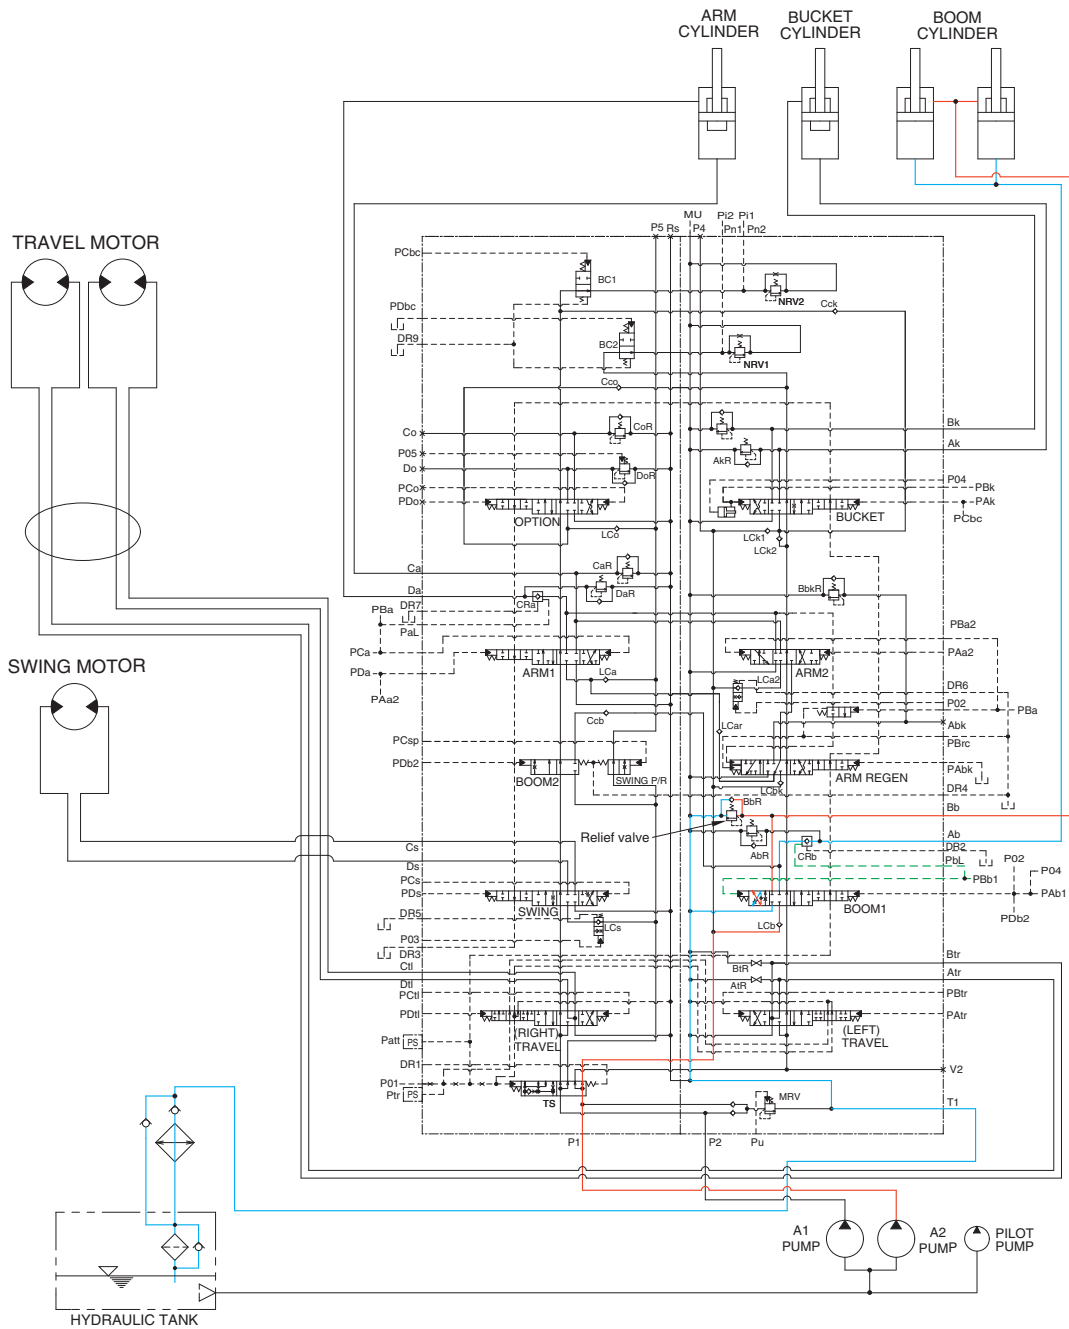 ARM
CYLINDER
BUCKET
CYLINDER
BOOM
CYLINDER
TRAVEL MOTOR
SWING MOTOR
P5 Rs
MU
P4
Pi2 Pi1
Pn1 Pn2
PCbc
BC1
NRV2
Cck
PDbc
DR9
BC2
NRV1
Cco
Co
CoR
Bk
Ak
P05
Do
DoR
AkR
P04
PBk
PCo
PDo
PAk
PCbc
OPTION
BUCKET
LCo
LCk1
LCk2
Ca
CaR
Da
DaR
BbkR
CRa
DR7
PBa
PaL
PBa2
PCa
PAa2
PDa
ARM1
ARM2
LCa
LCa2
PAa2
DR6
P02
PBa
Ccb
LCar
Abk
PCsp
PBrc
PDb2
PAbk
BOOM2
SWING P/R
ARM REGEN
LCbk
DR4
BbR
Bb
Relief valve
AbR
CRb
Ab
DR2
Cs
PbL
Ds
PCs
PBb1
P02
P04
PDs
PAb1
SWING
BOOM1
PDb2
DR5
LCs
LCb
P03
DR3
Btr
Ctl
BtR
Atr
Dtl
AtR
PCtl
PBtr
PDtl
PAtr
(RIGHT)
TRAVEL
(LEFT)
TRAVEL
Patt
PS
DR1
V2
P01
Ptr
PS
TS
MRV
T1
P1
P2
Pu
A1
PUMP
A2
PUMP
PILOT
PUMP
HYDRAULIC TANK